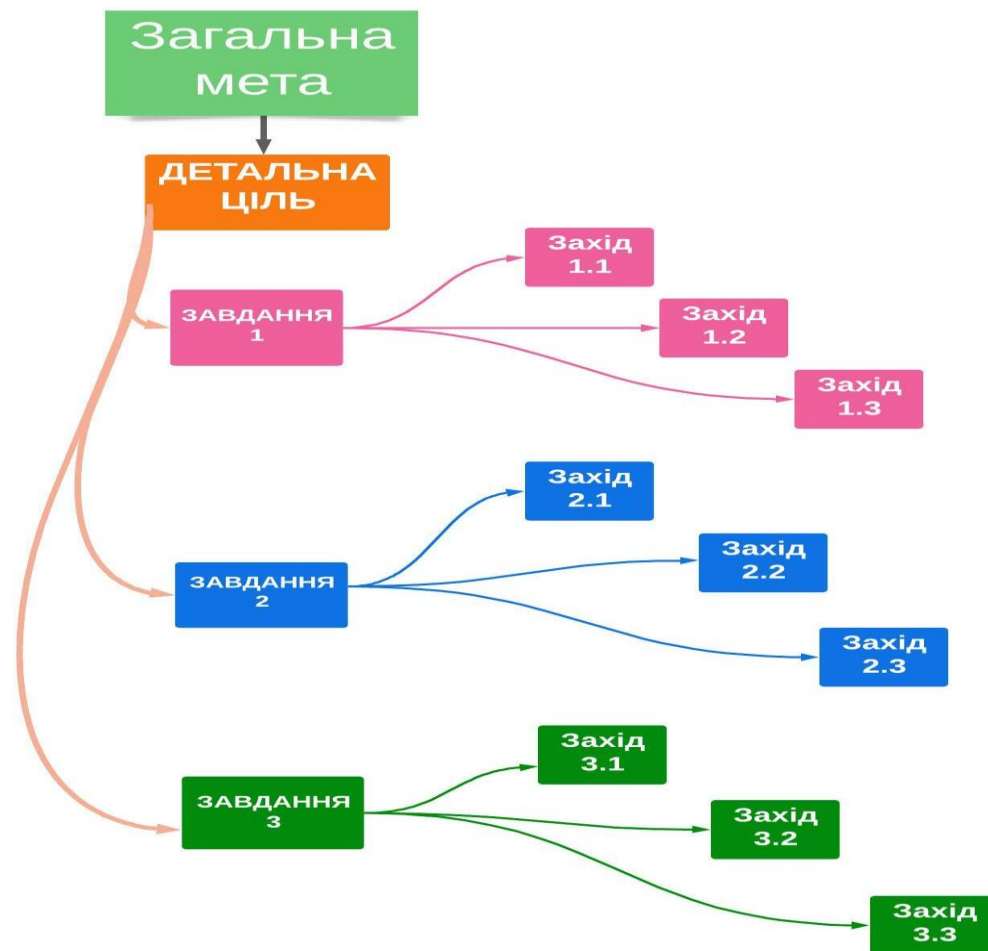 Загальна
мета
ДЕТАЛЬНА
ЦІЛЬ
ЗАВДАННЯ
1
Захід
1.1
Захід
1.2
Захід
1.3
ЗАВДАННЯ
2
Захід
2.1
Захід
2.2
Захід
2.3
ЗАВДАННЯ
3
Захід
3.1
Захід
3.2
Захід
3.3